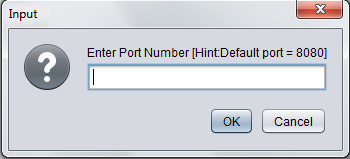 Input
Enter Port Number [Hint:Default port = 8080]
OK
Cancel